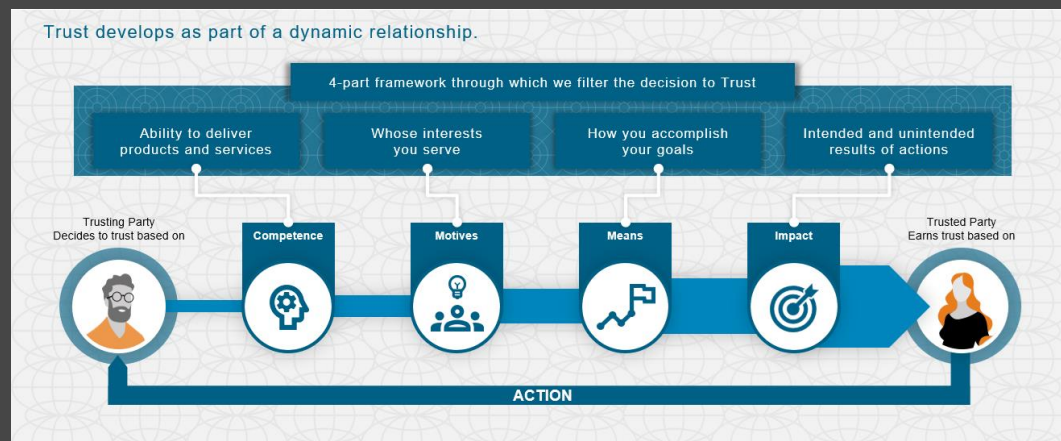 Trust develops as part of a dynamic relationship.
4-part framework through which we filter the decision to Trust
Ability to deliver
products and services
Whose interests
you serve
How you accomplish
your goals
Intended and unintended
results of actions
Trusting Party
Decides to trust based on
Competence
Motives
Means
Impact
Trusted Party
Earns trust based on
ACTION